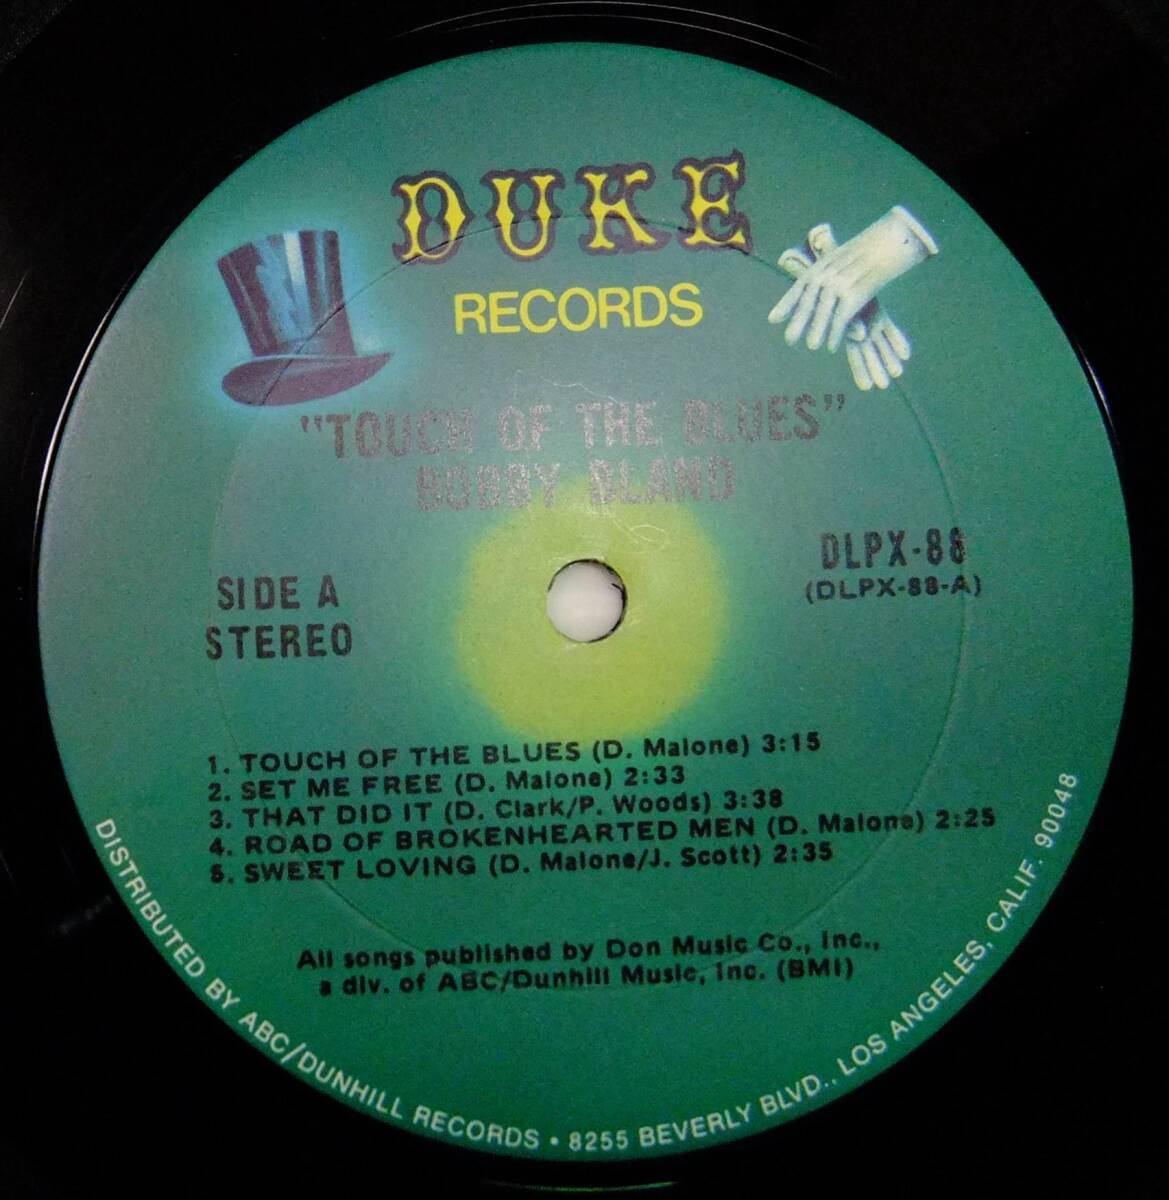 DUKE
RECORDS
"TOUCH OF THE BLUES"
BOBBY BLAND
DLPX-88
(DLPX-88-A)
SIDE A
STEREO
1. TOUCH OF THE BLUES (D. Malone) 3:15
2. SET ME FREE (D. Malone) 2:33
3. THAT DID IT (D. Clark/P. Woods) 3:38
4. ROAD OF BROKENHEARTED MEN (D. Malone) 2:25
5. SWEET LOVING (D. Malone/J. Scott) 2:35
All songs published by Don Music Co., Inc.,
a div. of ABC/Dunhill Music, Inc. (BMI)
DISTRIBUTED BY ABC/DUNHILL RECORDS • 8255 BEVERLY BLVD., LOS ANGELES, CALIF. 90048